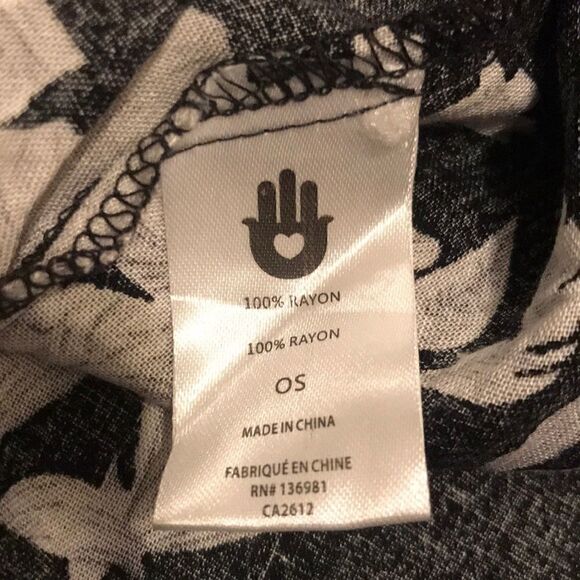 100% RAYON
100% RAYON
OS
MADE IN CHINA
FABRIQUÉ EN CHINE
RN# 136981
CA2612